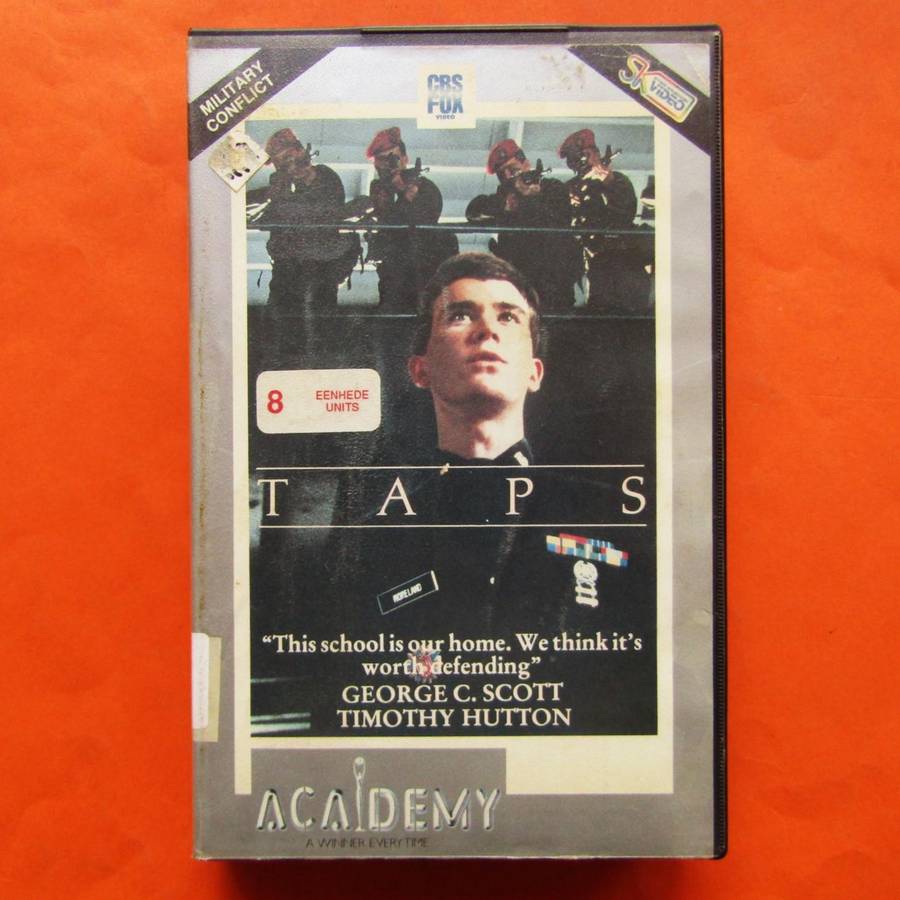 MILITARY
CONFLICT
CBS
FOX
VIDEO
SK
VIDEO
8 EENHEDE
UNITS
TAPS
MORELAND
“This school is our home. We think it's
worth defending”
GEORGE C. SCOTT
TIMOTHY HUTTON
ACADEMY
A WINNER EVERY TIME